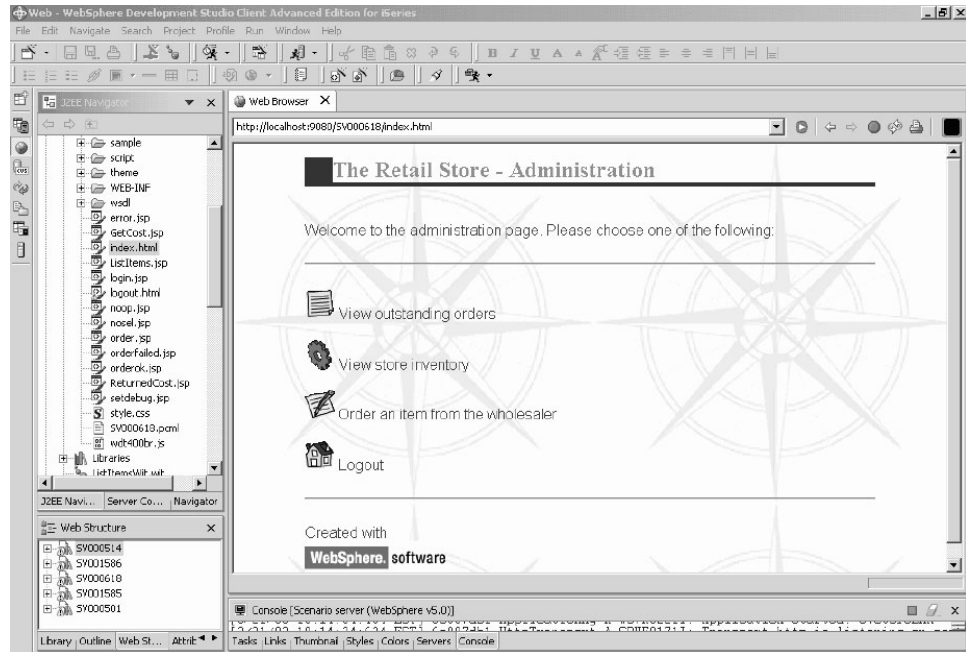 Web - WebSphere Development Studio Client Advanced Edition for iSeries
File Edit Navigate Search Project Profile Run Window Help
J2EE Navigator
Web Browser
http://localhost:9080/SV000618/index.html
sample
script
theme
WEB-INF
wsdl
error.jsp
GetCost.jsp
index.html
ListItems.jsp
login.jsp
logout.html
noop.jsp
nosel.jsp
order.jsp
orderfailed.jsp
orderok.jsp
ReturnedCost.jsp
setdebug.jsp
style.css
SV000618.pcml
wdt400br.js
Libraries
ListItemsWit.wit
J2EE Navi... Server Co... Navigator
The Retail Store - Administration
Welcome to the administration page. Please choose one of the following:
View outstanding orders
View store inventory
Order an item from the wholesaler
Logout
Created with
WebSphere. software
Web Structure
SV000514
SV001586
SV000618
SV001585
SV000501
Library Outline Web St... Attrib
Console [Scenario server (WebSphere v5.0)]
Tasks Links Thumbnail Styles Colors Servers Console